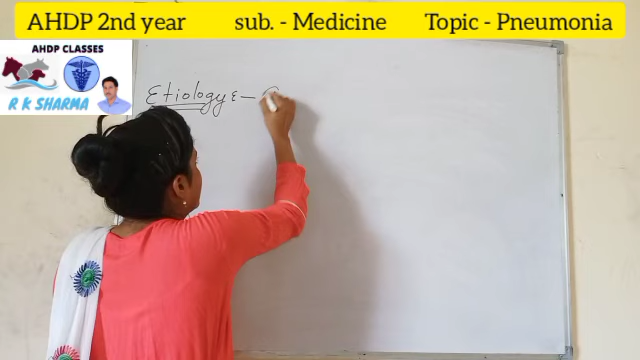 AHDP 2nd year sub. - Medicine Topic - Pneumonia
AHDP CLASSES
R K SHARMA
Etiology :-